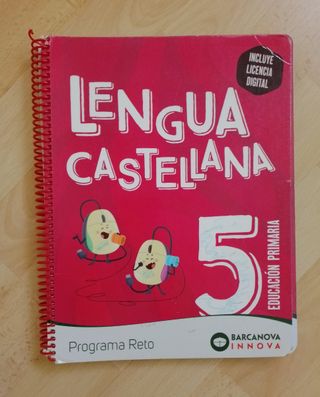 INCLUYE
LICENCIA
DIGITAL
LENGUA
CASTELLANA
5
EDUCACIÓN PRIMARIA
Programa Reto
BARCANOVA
INNOVA